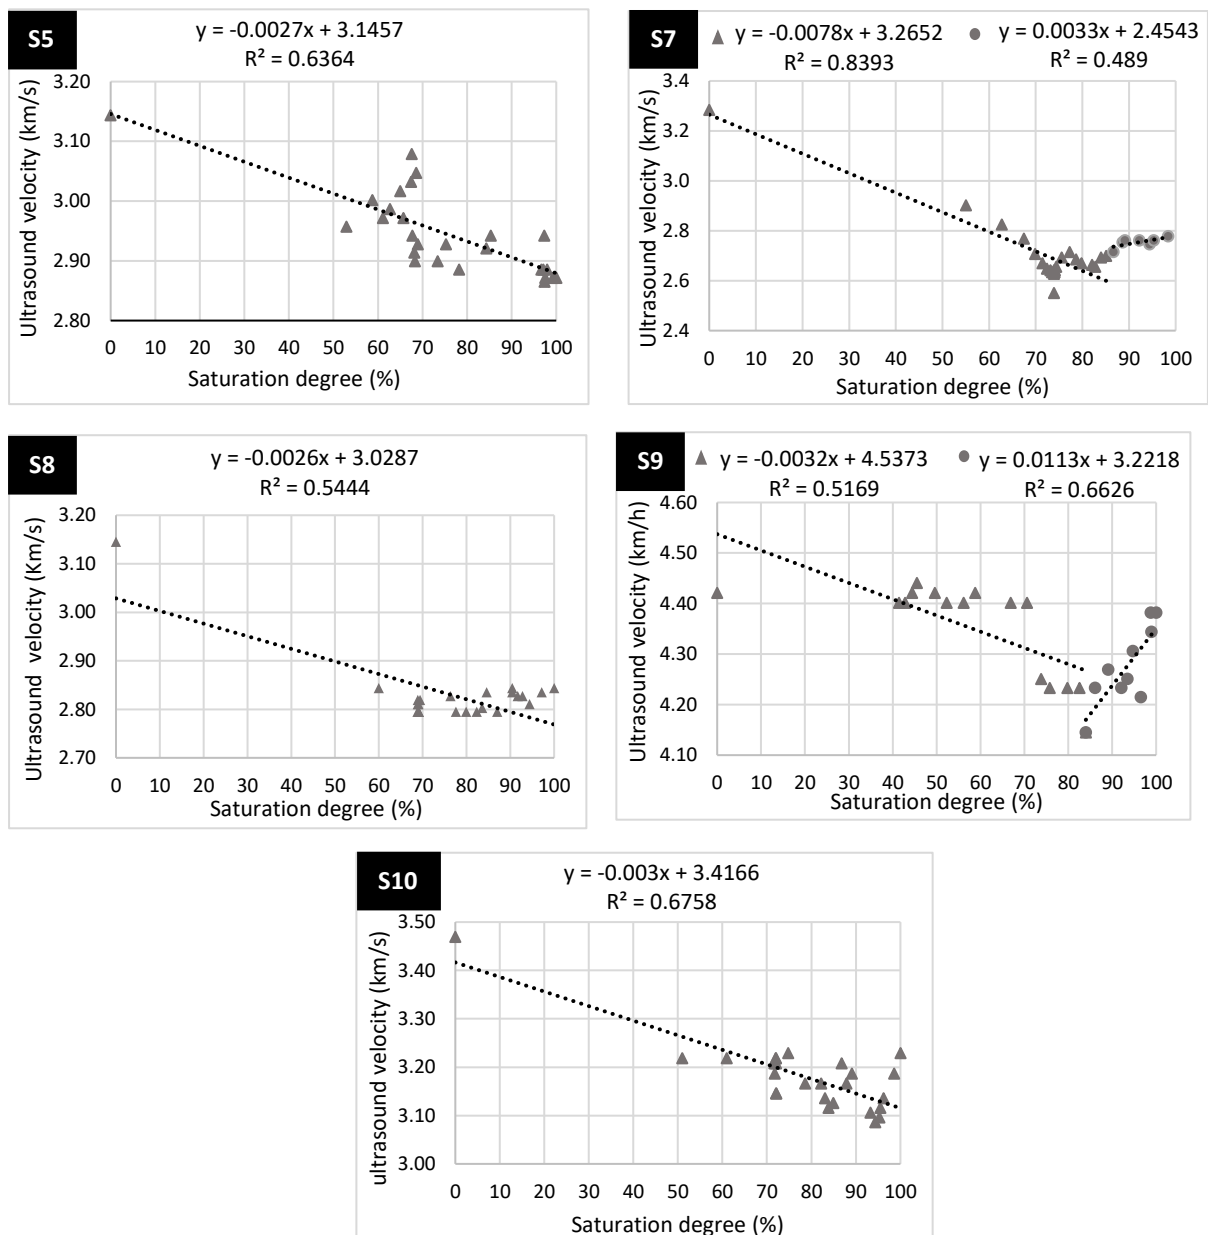 S5
y = -0.0027x + 3.1457
R² = 0.6364
Ultrasound velocity (km/s)
3.20
3.10
3.00
2.90
2.80
0 10 20 30 40 50 60 70 80 90 100
Saturation degree (%)
S7
y = -0.0078x + 3.2652 y = 0.0033x + 2.4543
R² = 0.8393 R² = 0.489
Ultrasound velocity (km/s)
3.4
3.2
3.0
2.8
2.6
2.4
0 10 20 30 40 50 60 70 80 90 100
Saturation degree (%)
S8
y = -0.0026x + 3.0287
R² = 0.5444
Ultrasound velocity (Km/s)
3.20
3.10
3.00
2.90
2.80
2.70
0 10 20 30 40 50 60 70 80 90 100
Saturation degree (%)
S9
y = -0.0032x + 4.5373 y = 0.0113x + 3.2218
R² = 0.5169 R² = 0.6626
Ultrasound velocity (km/h)
4.60
4.50
4.40
4.30
4.20
4.10
0 10 20 30 40 50 60 70 80 90 100
Saturation degree (%)
S10
y = -0.003x + 3.4166
R² = 0.6758
ultrasound velocity (km/s)
3.50
3.40
3.30
3.20
3.10
3.00
0 10 20 30 40 50 60 70 80 90 100
Saturation degree (%)